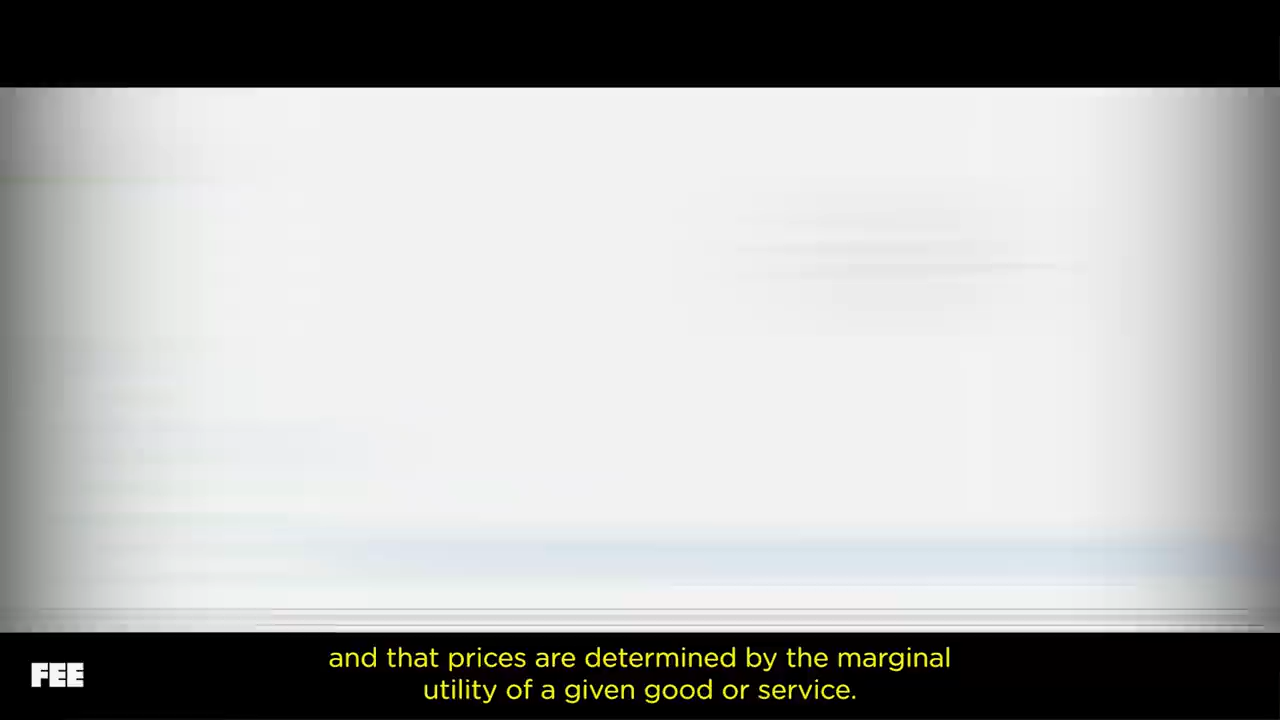 and that prices are determined by the marginal
utility of a given good or service.
FEE